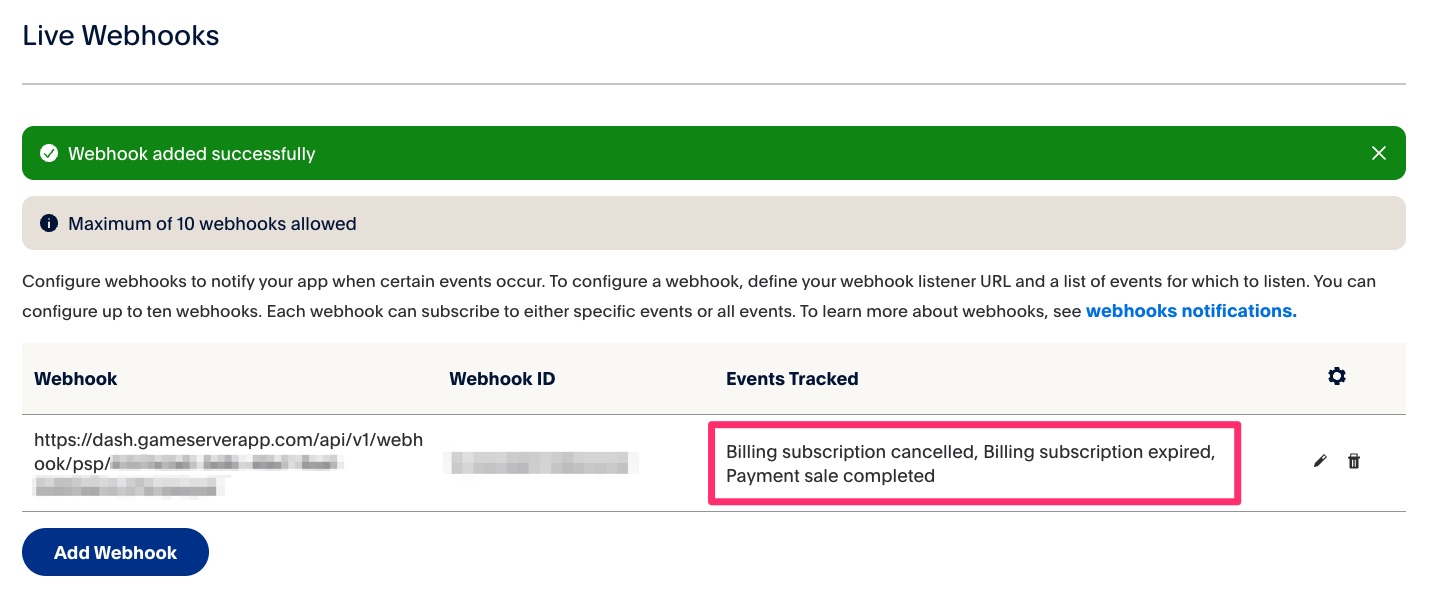 Live Webhooks
Webhook added successfully
Maximum of 10 webhooks allowed
Configure webhooks to notify your app when certain events occur. To configure a webhook, define your webhook listener URL and a list of events for which to listen. You can
configure up to ten webhooks. Each webhook can subscribe to either specific events or all events. To learn more about webhooks, see webhooks notifications.
Webhook Webhook ID Events Tracked
https://dash.gameserverapp.com/api/v1/webh
ook/psp/
Billing subscription cancelled, Billing subscription expired,
Payment sale completed
Add Webhook